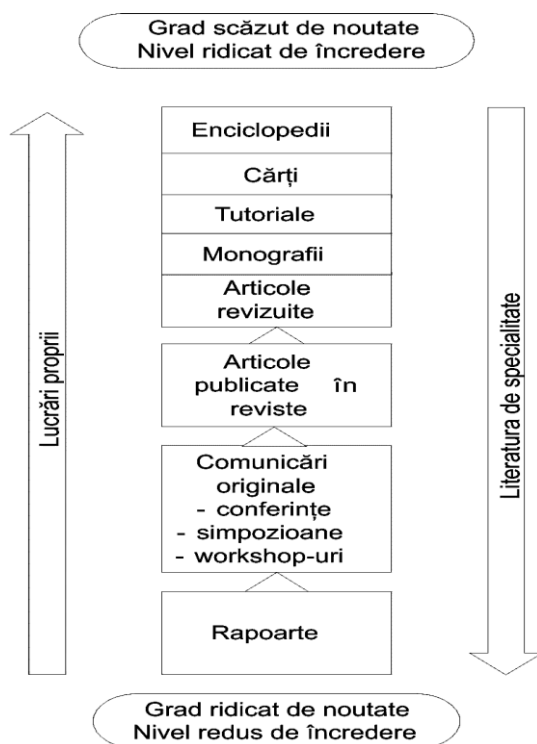 Grad scăzut de noutate
Nivel ridicat de încredere
Enciclopedii
Cărți
Tutoriale
Monografii
Articole
revizuite
Articole
publicate în
reviste
Comunicări
originale
- conferințe
- simpozioane
- workshop-uri
Rapoarte
Lucrări proprii
Literatura de specialitate
Grad ridicat de noutate
Nivel redus de încredere